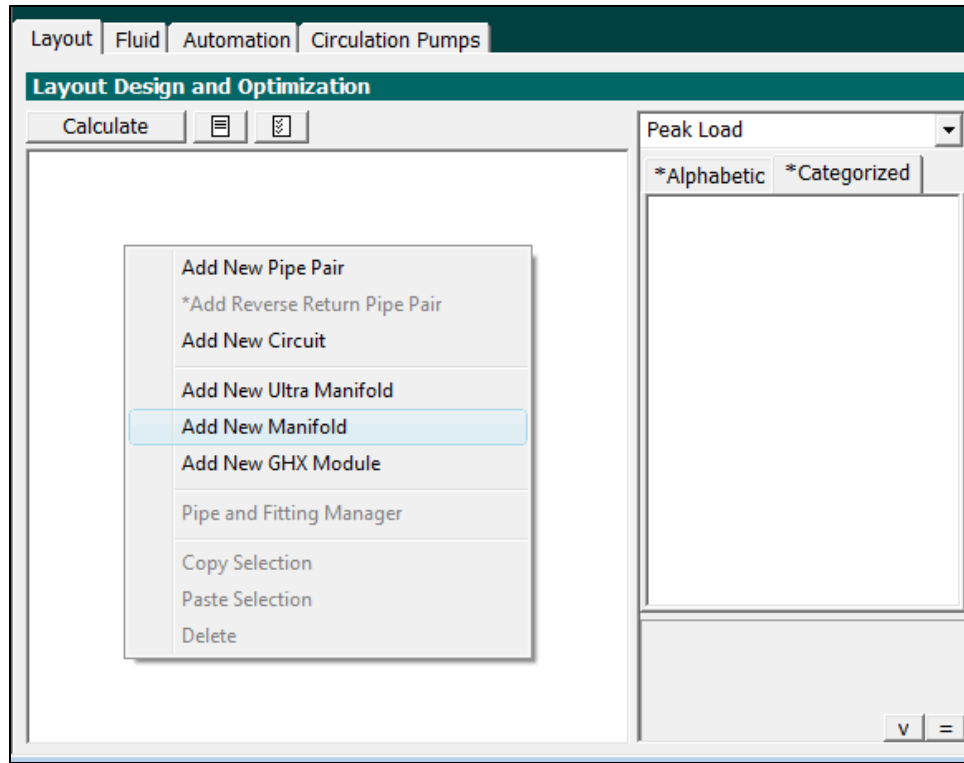 Layout Fluid Automation Circulation Pumps
Layout Design and Optimization
Calculate
Peak Load
*Alphabetic *Categorized
Add New Pipe Pair
*Add Reverse Return Pipe Pair
Add New Circuit
Add New Ultra Manifold
Add New Manifold
Add New GHX Module
Pipe and Fitting Manager
Copy Selection
Paste Selection
Delete
v =